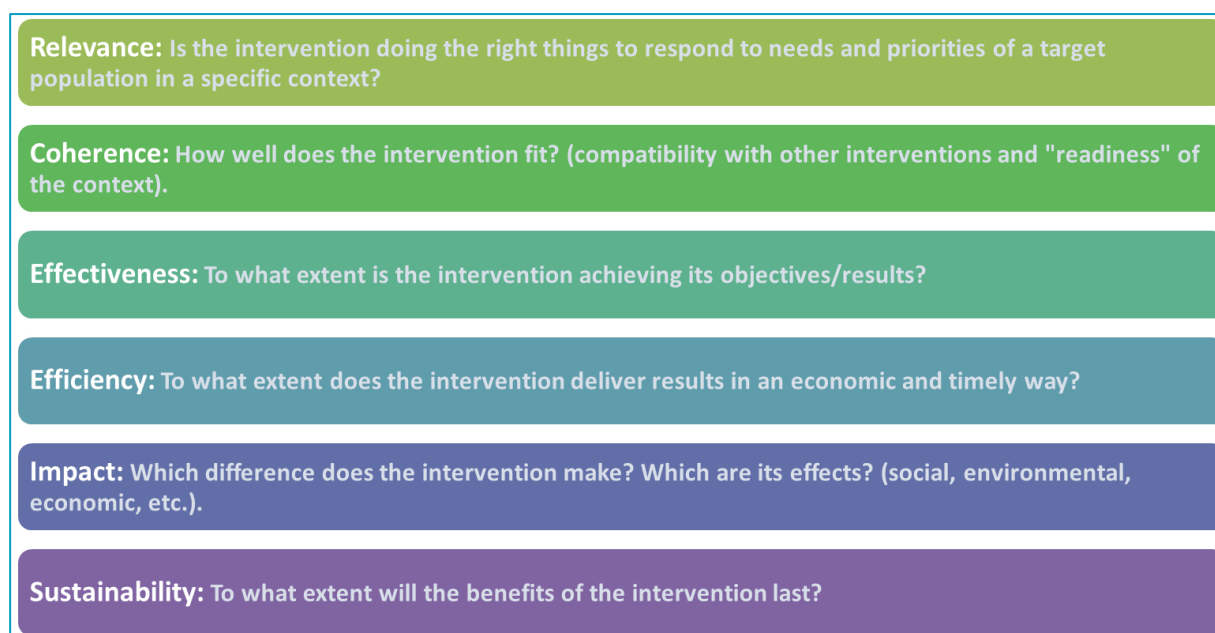 Relevance: Is the intervention doing the right things to respond to needs and priorities of a target
population in a specific context?
Coherence: How well does the intervention fit? (compatibility with other interventions and "readiness" of
the context).
Effectiveness: To what extent is the intervention achieving its objectives/results?
Efficiency: To what extent does the intervention deliver results in an economic and timely way?
Impact: Which difference does the intervention make? Which are its effects? (social, environmental,
economic, etc.).
Sustainability: To what extent will the benefits of the intervention last?